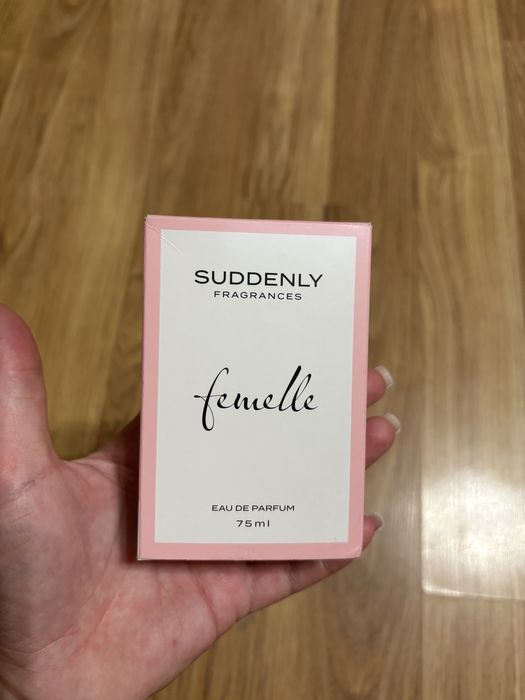 SUDDENLY
FRAGRANCES
femelle
EAU DE PARFUM
75ml